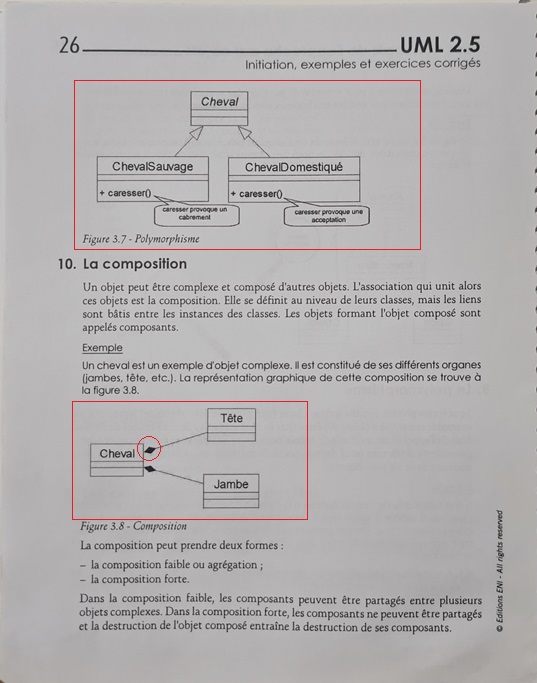 26 UML 2.5
Initiation, exemples et exercices corrigés
Cheval
ChevalSauvage ChevalDomestiqué
+ caresser() + caresser()
caresser provoque un
cabrement
caresser provoque une
acceptation
Figure 3.7 - Polymorphisme
10. La composition
Un objet peut être complexe et composé d'autres objets. L'association qui unit alors
ces objets est la composition. Elle se définit au niveau de leurs classes, mais les liens
sont bâtis entre les instances des classes. Les objets formant l'objet composé sont
appelés composants.
Exemple
Un cheval est un exemple d'objet complexe. Il est constitué de ses différents organes
(jambes, tête, etc.). La représentation graphique de cette composition se trouve à
la figure 3.8.
Tête
Cheval
Jambe
Figure 3.8 - Composition
La composition peut prendre deux formes :
– la composition faible ou agrégation ;
– la composition forte.
Dans la composition faible, les composants peuvent être partagés entre plusieurs
objets complexes. Dans la composition forte, les composants ne peuvent être partagés
et la destruction de l'objet composé entraîne la destruction de ses composants.
© Editions ENI - All rights reserved